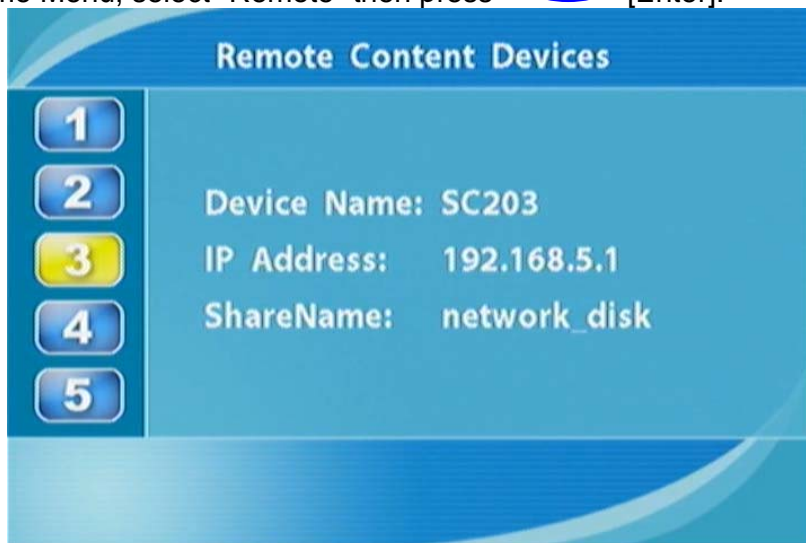 Menu, select "Remote" then press [Enter].
Remote Content Devices
1
2
3
4
5
Device Name: SC203
IP Address: 192.168.5.1
ShareName: network_disk